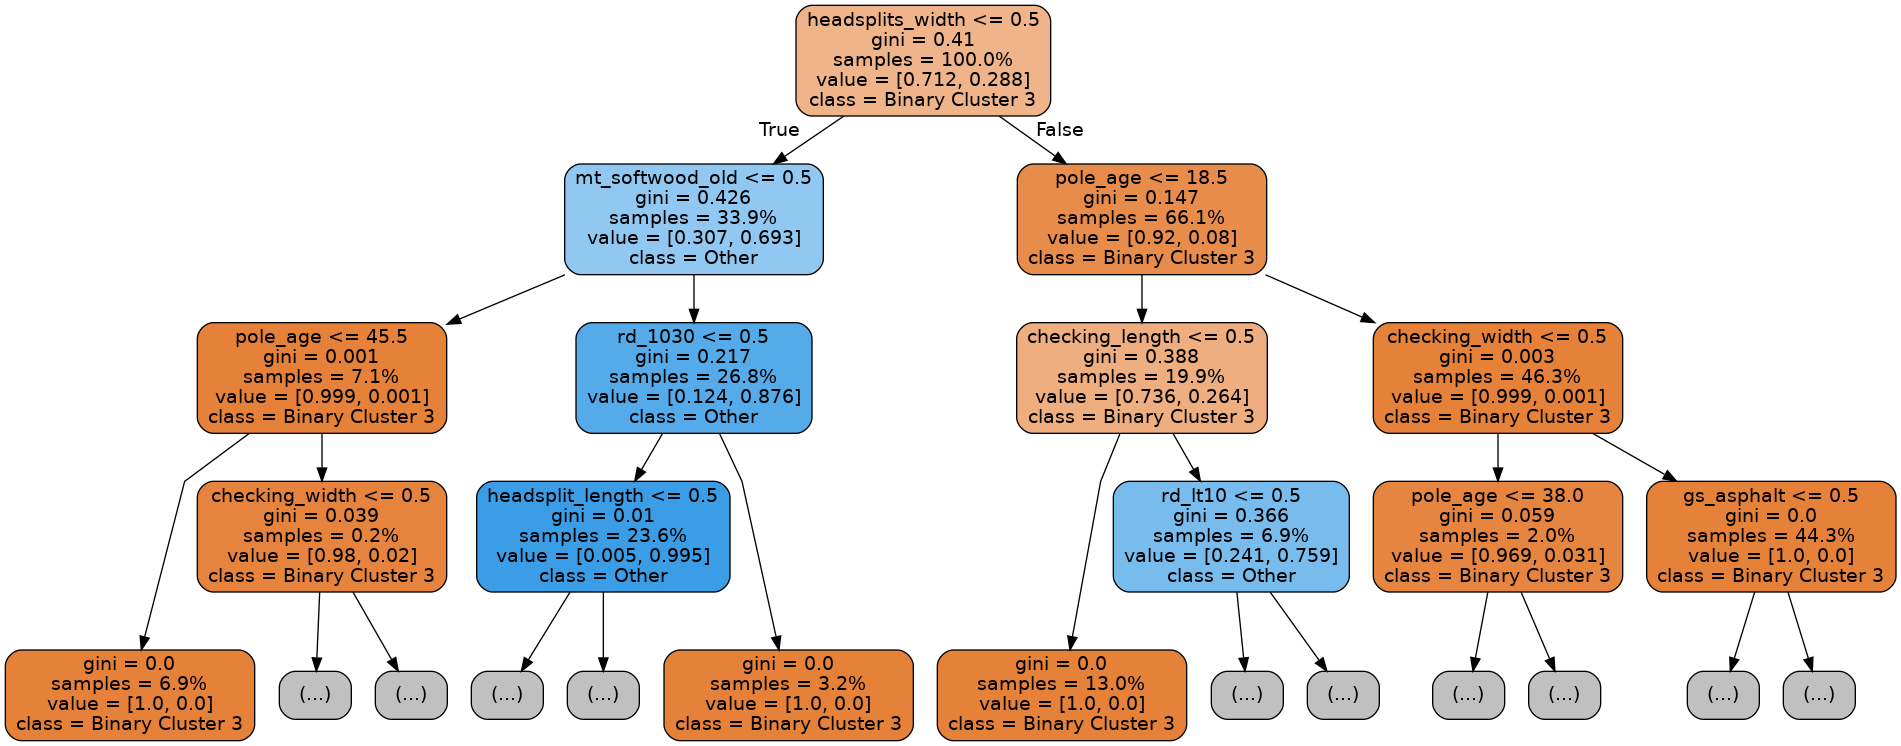 headsplits_width <= 0.5
gini = 0.41
samples = 100.0%
value = [0.712, 0.288]
class = Binary Cluster 3
True
False
mt_softwood_old <= 0.5
gini = 0.426
samples = 33.9%
value = [0.307, 0.693]
class = Other
pole_age <= 18.5
gini = 0.147
samples = 66.1%
value = [0.92, 0.08]
class = Binary Cluster 3
pole_age <= 45.5
gini = 0.001
samples = 7.1%
value = [0.999, 0.001]
class = Binary Cluster 3
rd_1030 <= 0.5
gini = 0.217
samples = 26.8%
value = [0.124, 0.876]
class = Other
checking_length <= 0.5
gini = 0.388
samples = 19.9%
value = [0.736, 0.264]
class = Binary Cluster 3
checking_width <= 0.5
gini = 0.003
samples = 46.3%
value = [0.999, 0.001]
class = Binary Cluster 3
checking_width <= 0.5
gini = 0.039
samples = 0.2%
value = [0.98, 0.02]
class = Binary Cluster 3
headsplit_length <= 0.5
gini = 0.01
samples = 23.6%
value = [0.005, 0.995]
class = Other
rd_lt10 <= 0.5
gini = 0.366
samples = 6.9%
value = [0.241, 0.759]
class = Other
pole_age <= 38.0
gini = 0.059
samples = 2.0%
value = [0.969, 0.031]
class = Binary Cluster 3
gs_asphalt <= 0.5
gini = 0.0
samples = 44.3%
value = [1.0, 0.0]
class = Binary Cluster 3
gini = 0.0
samples = 6.9%
value = [1.0, 0.0]
class = Binary Cluster 3
(...)
(...)
(...)
(...)
gini = 0.0
samples = 3.2%
value = [1.0, 0.0]
class = Binary Cluster 3
gini = 0.0
samples = 13.0%
value = [1.0, 0.0]
class = Binary Cluster 3
(...)
(...)
(...)
(...)
(...)
(...)